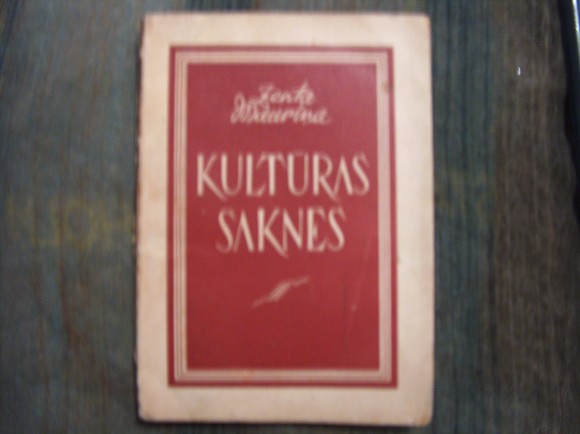 Zenta
Mauriņa
KULTŪRAS
SAKNES